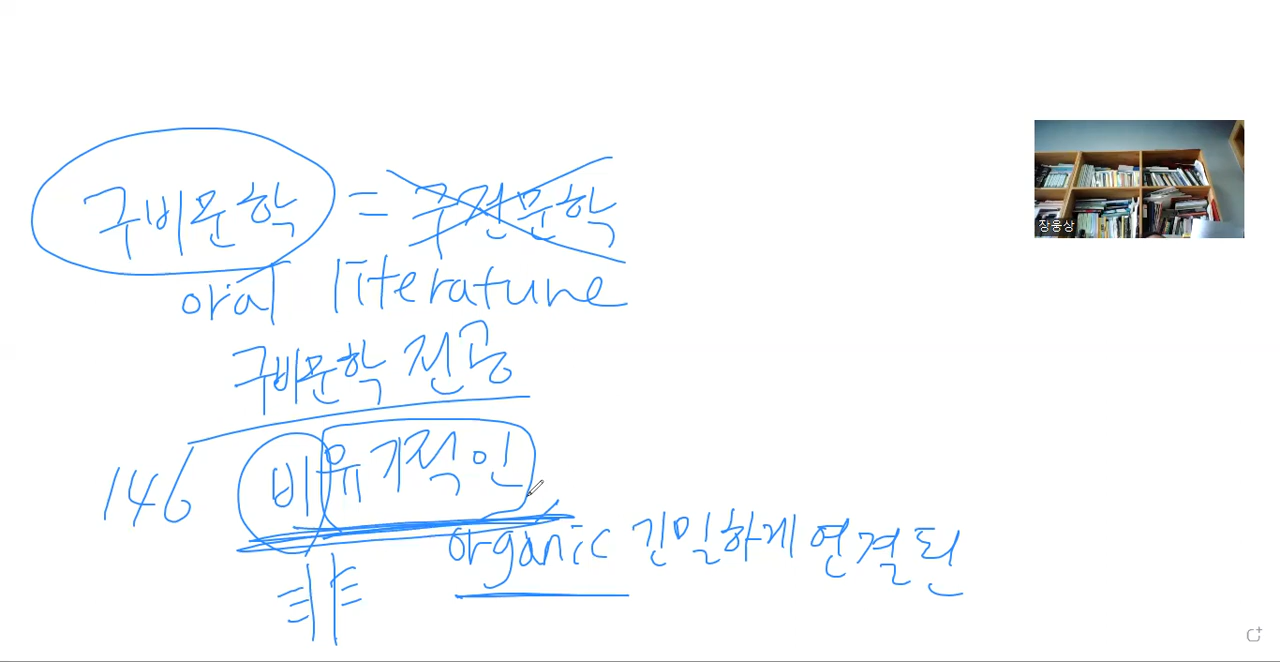 구비문학 = 구전문학
oral literature
구비문학 전공
146 비유기적인
organic 긴밀하게 연결된
非
장웅상